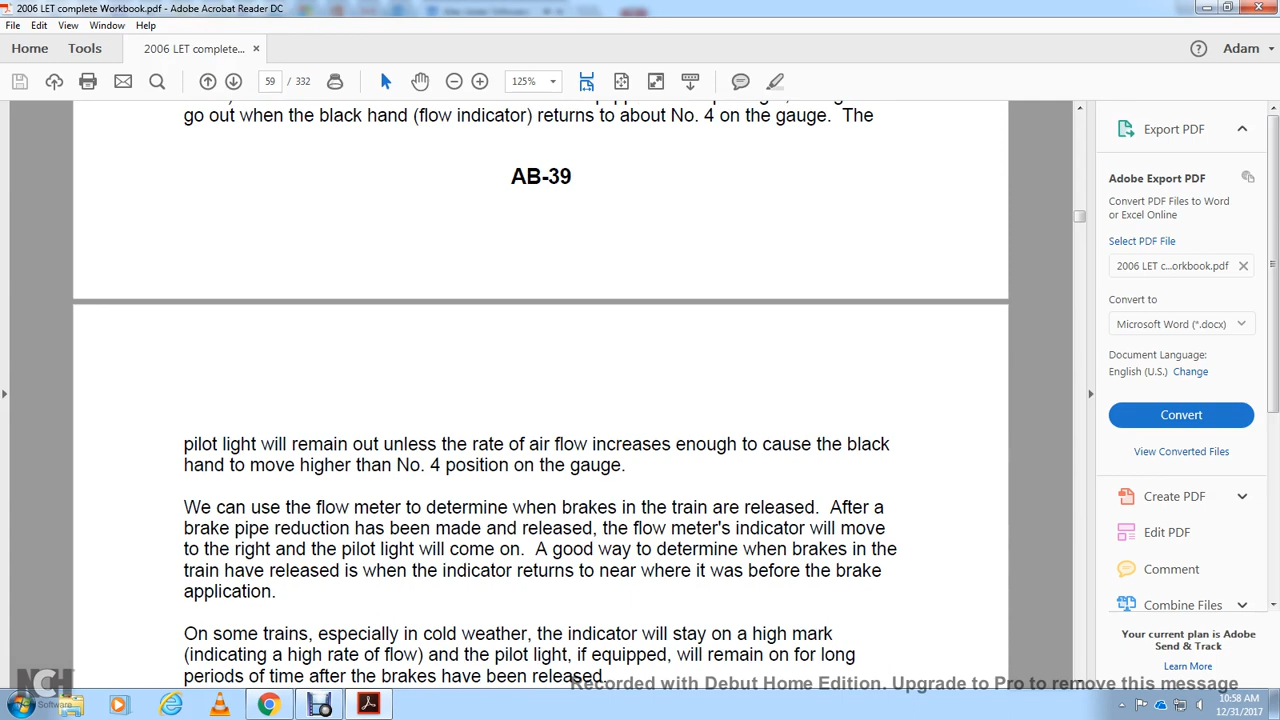 2006 LET complete Workbook.pdf - Adobe Acrobat Reader DC
File Edit View Window Help
Home Tools 2006 LET complete... × Adam
59 / 332 125%
go out when the black hand (flow indicator) returns to about No. 4 on the gauge. The
AB-39
pilot light will remain out unless the rate of air flow increases enough to cause the black
hand to move higher than No. 4 position on the gauge.
We can use the flow meter to determine when brakes in the train are released. After a
brake pipe reduction has been made and released, the flow meter's indicator will move
to the right and the pilot light will come on. A good way to determine when brakes in the
train have released is when the indicator returns to near where it was before the brake
application.
On some trains, especially in cold weather, the indicator will stay on a high mark
(indicating a high rate of flow) and the pilot light, if equipped, will remain on for long
periods of time after the brakes have been released.
Export PDF
Adobe Export PDF
Convert PDF Files to Word
or Excel Online
Select PDF File
2006 LET c...orkbook.pdf
Convert to
Microsoft Word (*.docx)
Document Language:
English (U.S.) Change
Convert
View Converted Files
Create PDF
Edit PDF
Comment
Combine Files
Your current plan is Adobe
Send & Track
Learn More
NCH
Software
Recorded with Debut Home Edition. Upgrade to Pro to remove this message
10:58 AM
12/31/2017